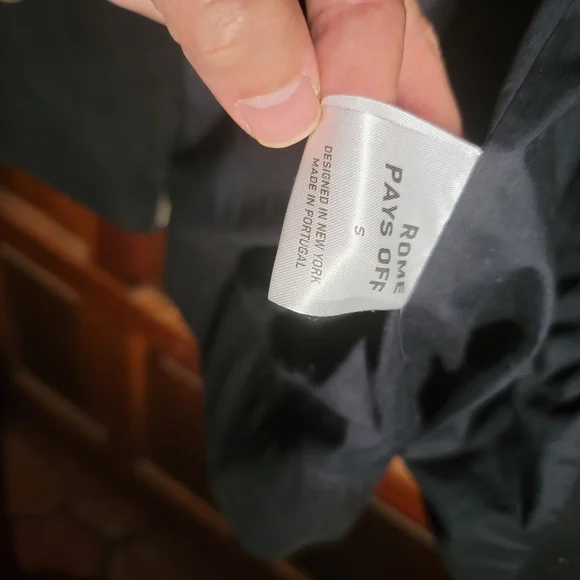 ROME
PAYS OFF
S
DESIGNED IN NEW YORK
MADE IN PORTUGAL